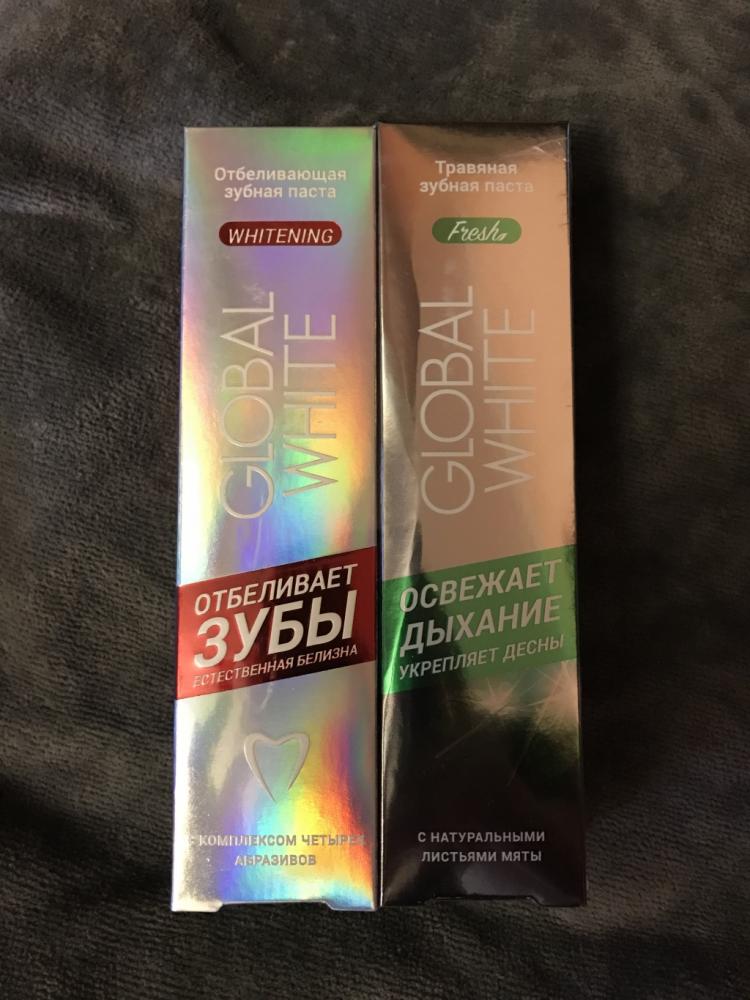 Отбеливающая
зубная паста
WHITENING
GLOBAL
WHITE
ОТБЕЛИВАЕТ
ЗУБЫ
ЕСТЕСТВЕННАЯ БЕЛИЗНА
С КОМПЛЕКСОМ ЧЕТЫРЕХ
АБРАЗИВОВ
Травяная
зубная паста
Fresh
GLOBAL
WHITE
ОСВЕЖАЕТ
ДЫХАНИЕ
УКРЕПЛЯЕТ ДЕСНЫ
С НАТУРАЛЬНЫМИ
ЛИСТЬЯМИ МЯТЫ